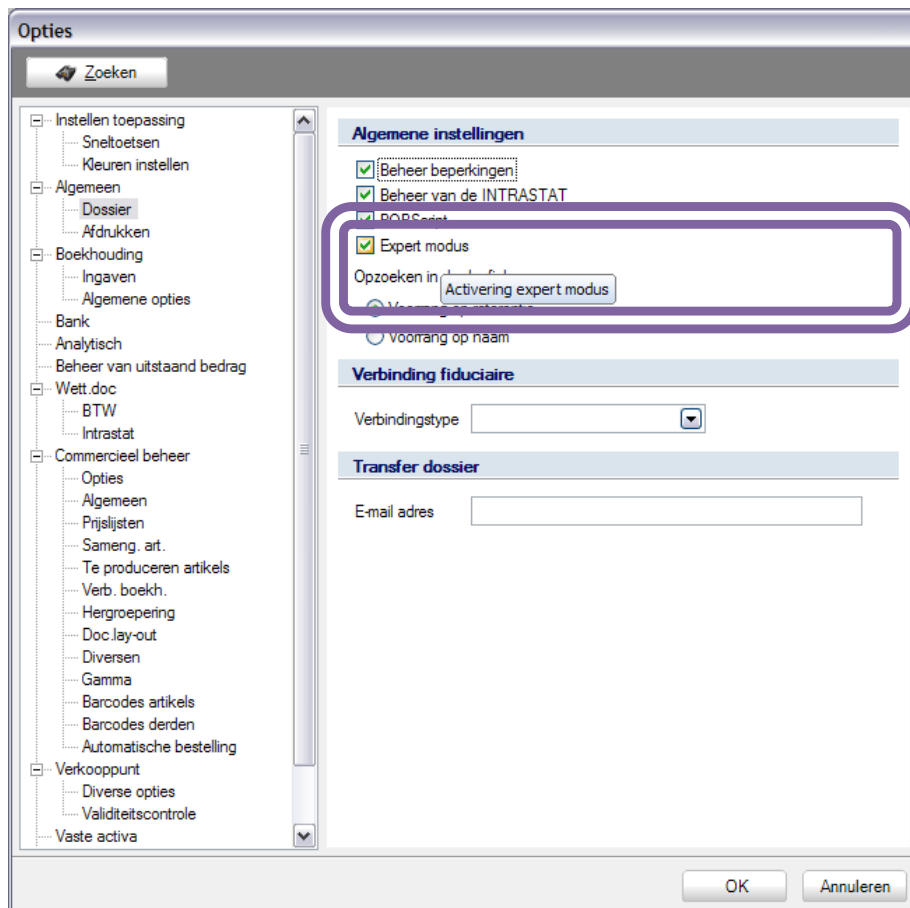 Opties
Zoeken
Instellen toepassing
Sneltoetsen
Kleuren instellen
Algemeen
Dossier
Afdrukken
Boekhouding
Ingaven
Algemene opties
Bank
Analytisch
Beheer van uitstaand bedrag
Wett.doc
BTW
Intrastat
Commercieel beheer
Opties
Algemeen
Prijslijsten
Sameng. art.
Te produceren artikels
Verb. boekh.
Hergroepering
Doc.lay-out
Diversen
Gamma
Barcodes artikels
Barcodes derden
Automatische bestelling
Verkooppunt
Diverse opties
Validiteitscontrole
Vaste activa
Algemene instellingen
Beheer beperkingen
Beheer van de INTRASTAT
Expert modus
Opzoeken in
Activering expert modus
Voorrang op
Voorrang op naam
Verbinding fiduciaire
Verbindingstype
Transfer dossier
E-mail adres
OK
Annuleren